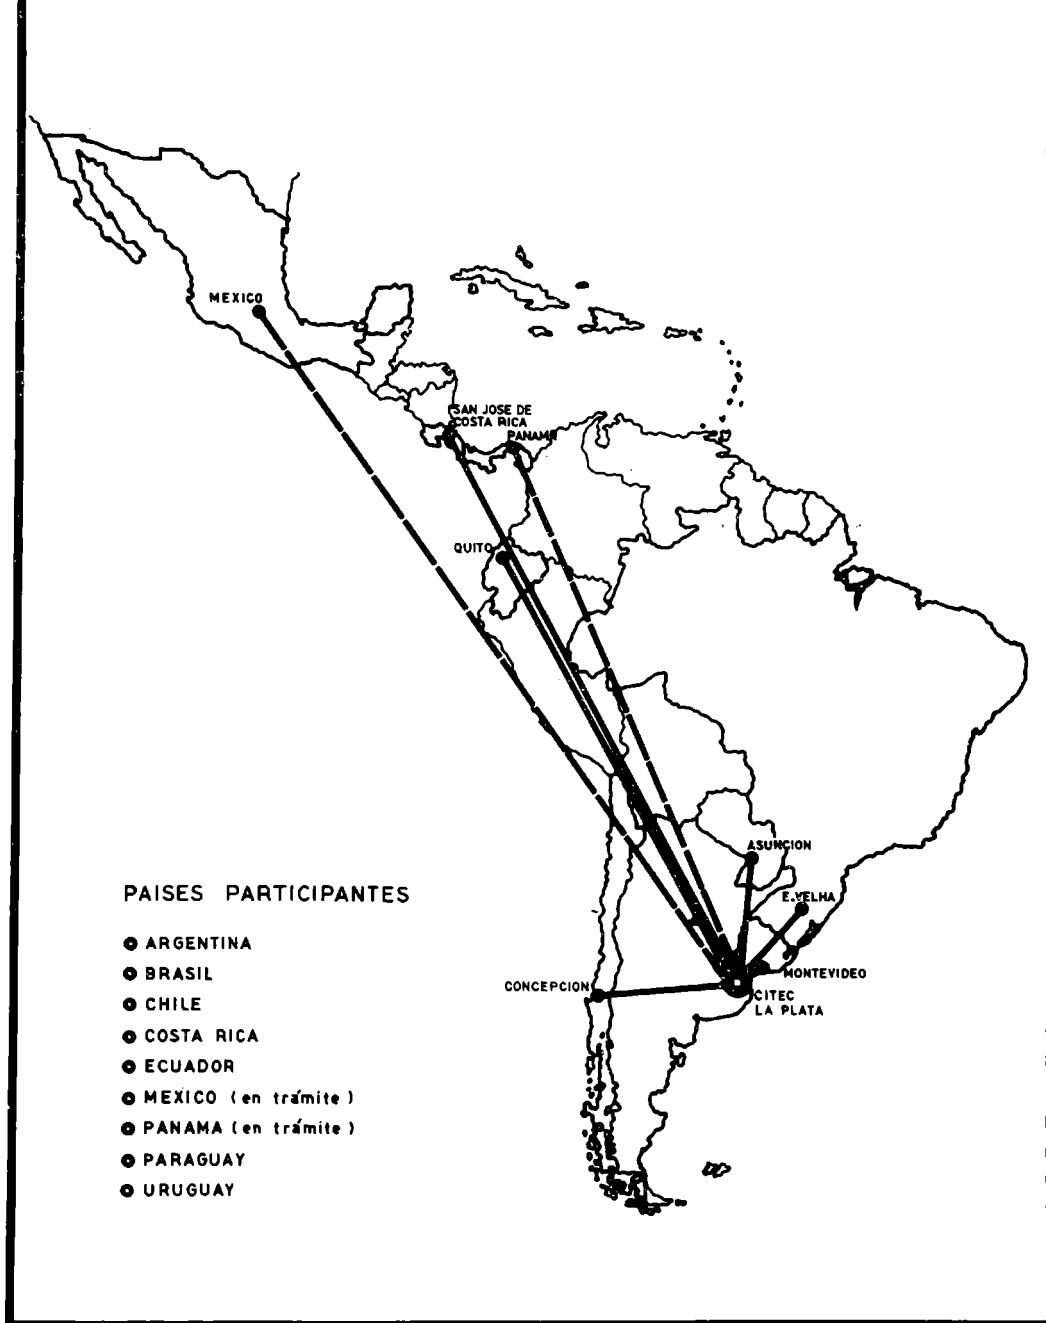 MEXICO
SAN JOSE DE
COSTA RICA
PANAMA
QUITO
ASUNCION
E.VELHA
MONTEVIDEO
CONCEPCION
CITEC
LA PLATA
PAISES PARTICIPANTES
ARGENTINA
BRASIL
CHILE
COSTA RICA
ECUADOR
MEXICO (en trámite)
PANAMA (en trámite)
PARAGUAY
URUGUAY